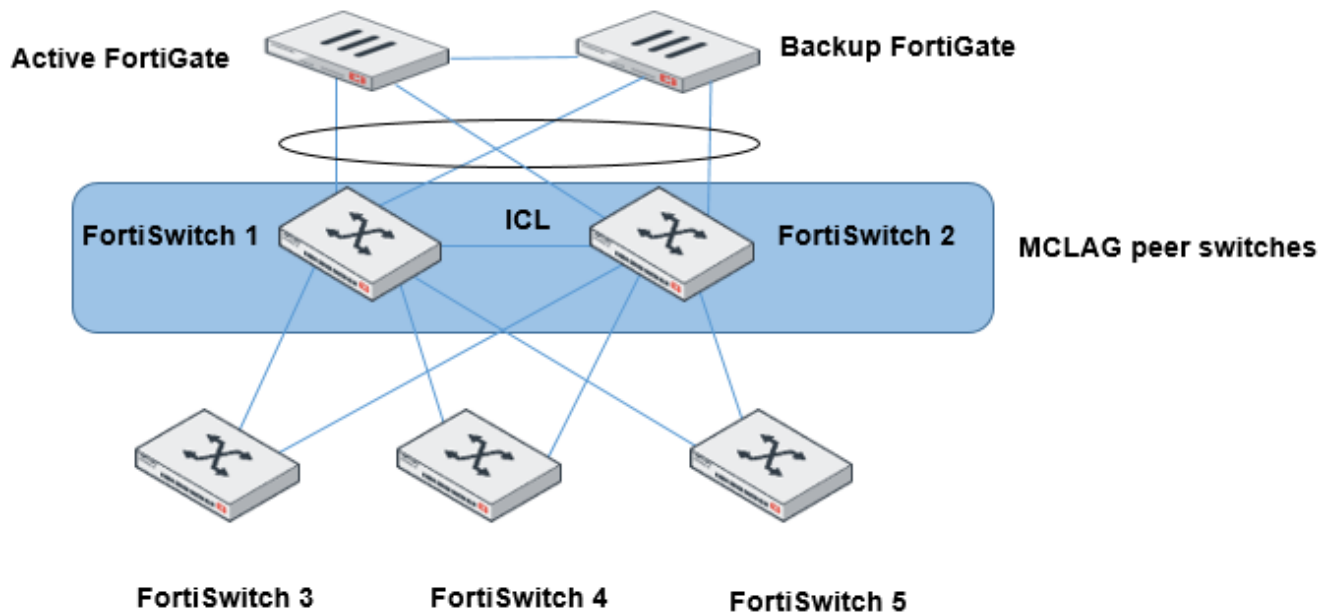 Active FortiGate
Backup FortiGate
FortiSwitch 1
ICL
FortiSwitch 2
MCLAG peer switches
FortiSwitch 3
FortiSwitch 4
FortiSwitch 5